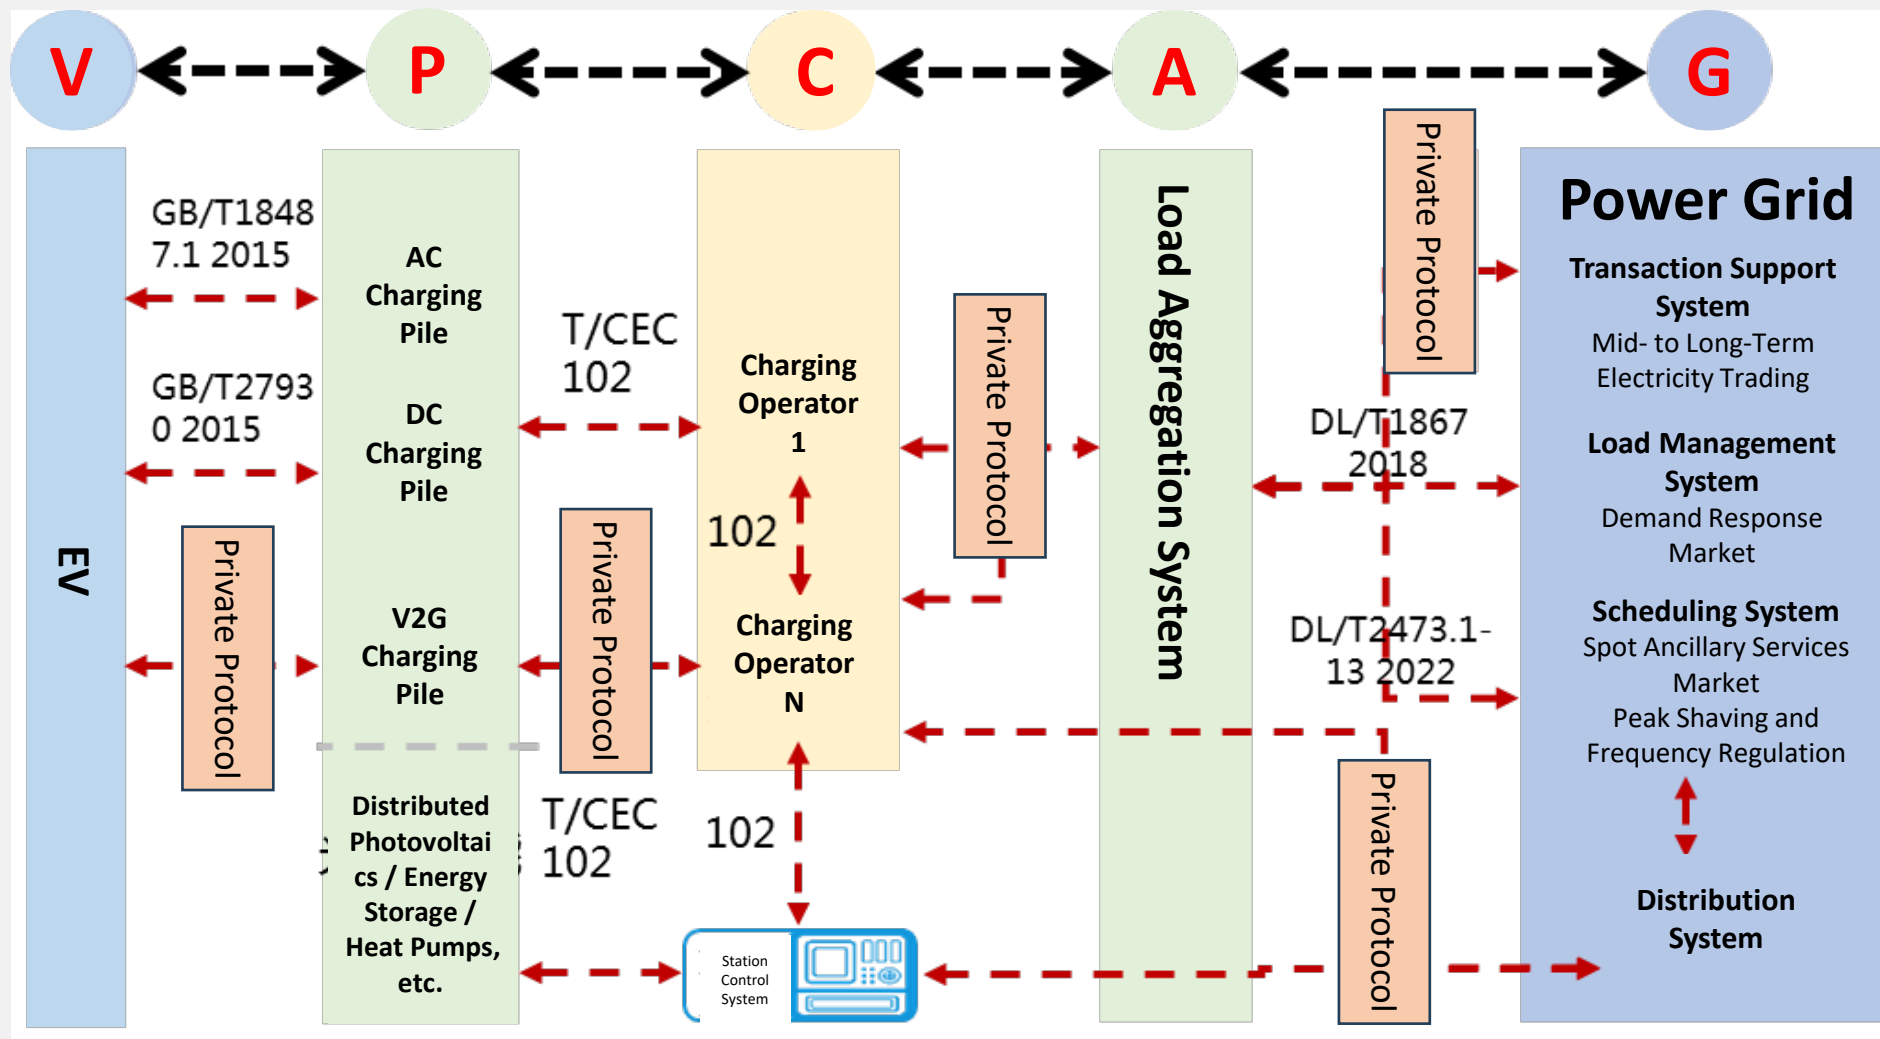 V
P
C
A
G
EV
GB/T1848
7.1 2015
GB/T2793
0 2015
Private Protocol
AC
Charging
Pile
DC
Charging
Pile
V2G
Charging
Pile
Distributed
Photovoltai
cs / Energy
Storage /
Heat Pumps,
etc.
T/CEC
102
Private Protocol
T/CEC
102
Charging
Operator
1
102
Charging
Operator
N
102
Station
Control
System
Private Protocol
Load Aggregation System
Private Protocol
DL/T1867
2018
DL/T2473.1-
13 2022
Private Protocol
Power Grid
Transaction Support
System
Mid- to Long-Term
Electricity Trading
Load Management
System
Demand Response
Market
Scheduling System
Spot Ancillary Services
Market
Peak Shaving and
Frequency Regulation
Distribution
System